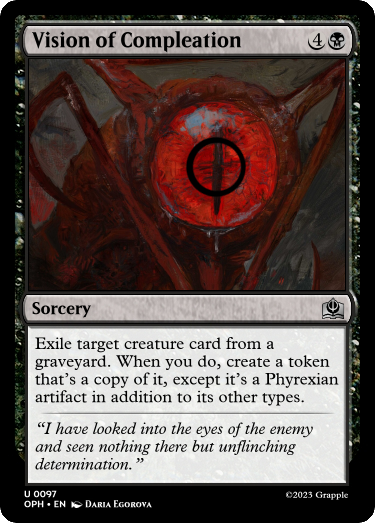 Vision of Compleation 4
Sorcery
Exile target creature card from a
graveyard. When you do, create a token
that's a copy of it, except it's a Phyrexian
artifact in addition to its other types.
“I have looked into the eyes of the enemy
and seen nothing there but unflinching
determination.”
U 0097
OPH • EN Daria Egorova
©2023 Grapple